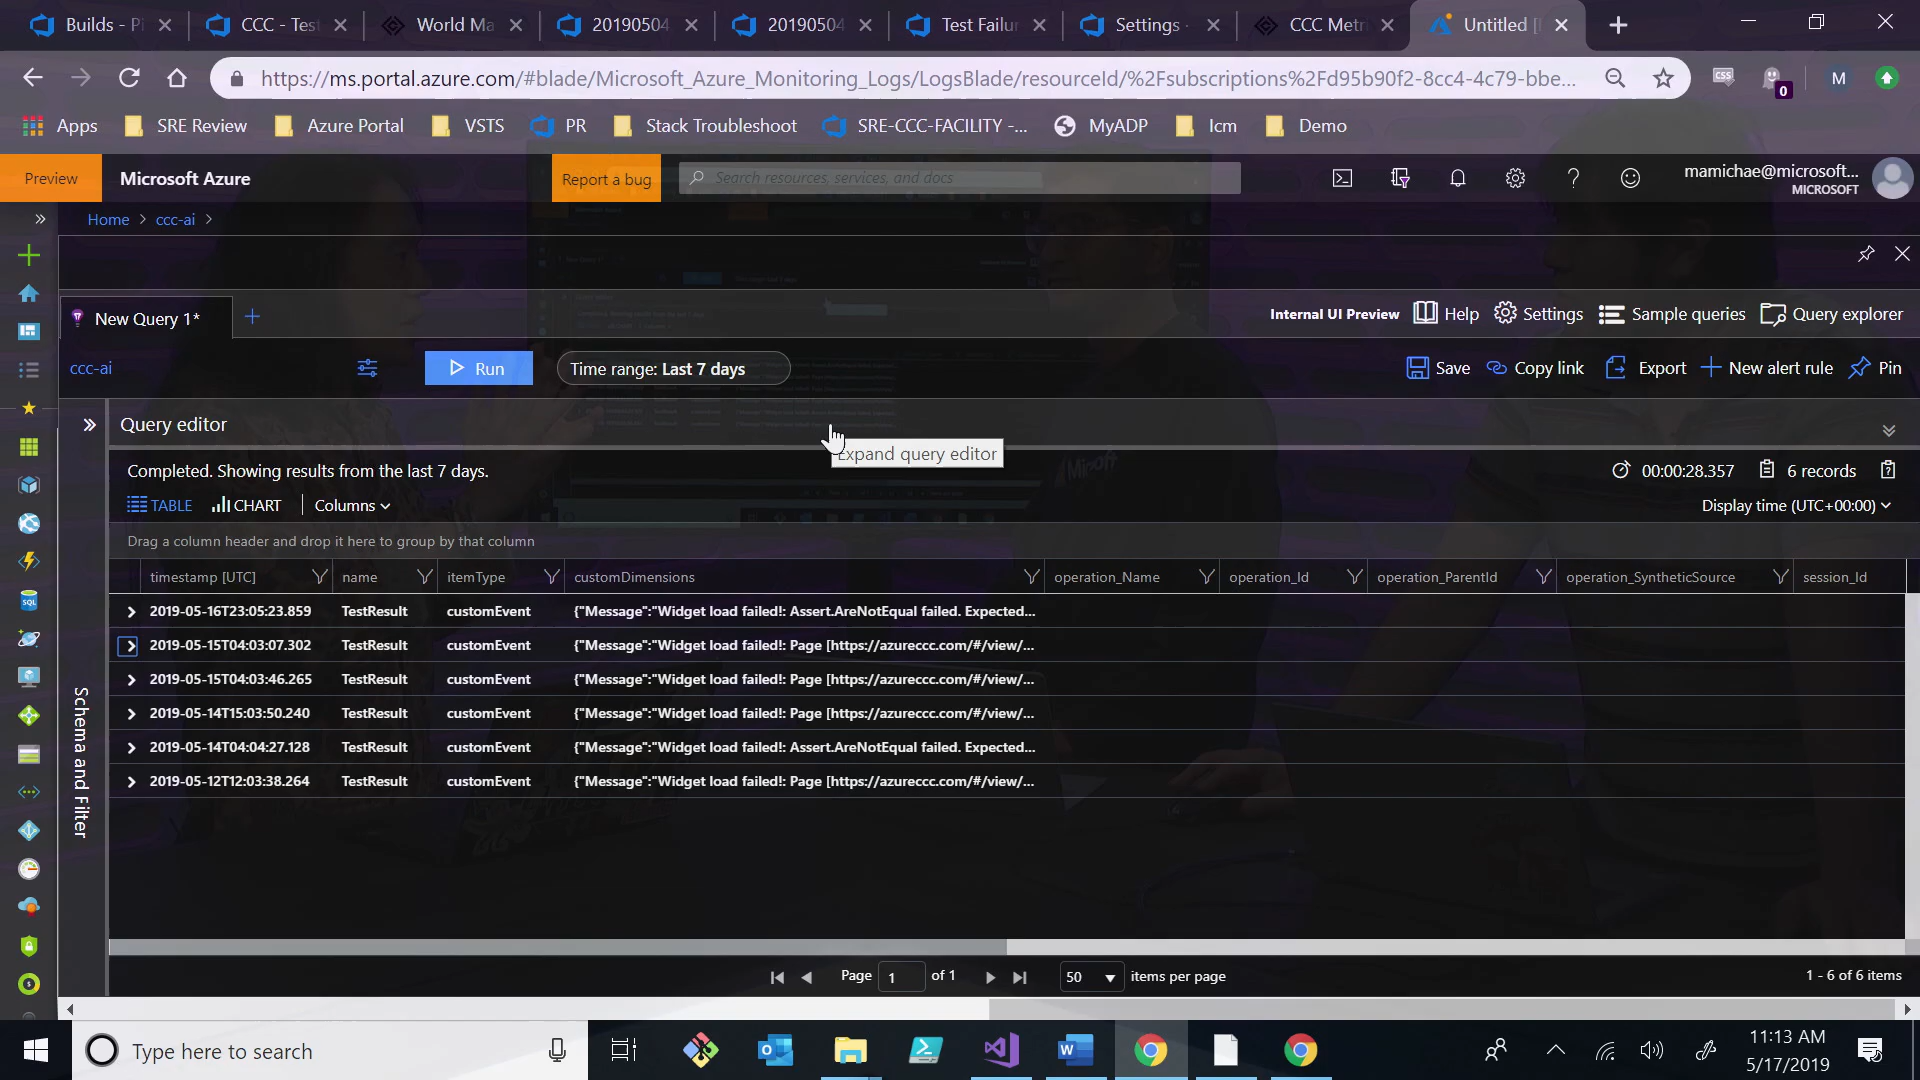 Builds - Pi
CCC - Test
World Ma
20190504
20190504
Test Failur
Settings -
CCC Metri
Untitled
https://ms.portal.azure.com/#blade/Microsoft_Azure_Monitoring_Logs/LogsBlade/resourceId/%2Fsubscriptions%2Fd95b90f2-8cc4-4c79-bbe...
CSS
0
M
Apps
SRE Review
Azure Portal
VSTS
PR
Stack Troubleshoot
SRE-CCC-FACILITY -...
MyADP
Icm
Demo
Preview
Microsoft Azure
Report a bug
Search resources, services, and docs
mamichae@microsoft...
MICROSOFT
Home > ccc-ai >
New Query 1*
Internal UI Preview
Help
Settings
Sample queries
Query explorer
ccc-ai
Run
Time range: Last 7 days
Save
Copy link
Export
New alert rule
Pin
Query editor
Expand query editor
Completed. Showing results from the last 7 days.
00:00:28.357
6 records
TABLE
CHART
Columns
Display time (UTC+00:00)
Drag a column header and drop it here to group by that column
timestamp [UTC] name itemType customDimensions operation_Name operation_Id operation_ParentId operation_SyntheticSource session_Id
2019-05-16T23:05:23.859 TestResult customEvent {"Message":"Widget load failed!: Assert.AreNotEqual failed. Expected...
2019-05-15T04:03:07.302 TestResult customEvent {"Message":"Widget load failed!: Page [https://azureccc.com/#/view/...
2019-05-15T04:03:46.265 TestResult customEvent {"Message":"Widget load failed!: Page [https://azureccc.com/#/view/...
2019-05-14T15:03:50.240 TestResult customEvent {"Message":"Widget load failed!: Page [https://azureccc.com/#/view/...
2019-05-14T04:04:27.128 TestResult customEvent {"Message":"Widget load failed!: Assert.AreNotEqual failed. Expected...
2019-05-12T12:03:38.264 TestResult customEvent {"Message":"Widget load failed!: Page [https://azureccc.com/#/view/...
Schema and Filter
Page 1 of 1
50 items per page
1 - 6 of 6 items
Type here to search
11:13 AM
5/17/2019